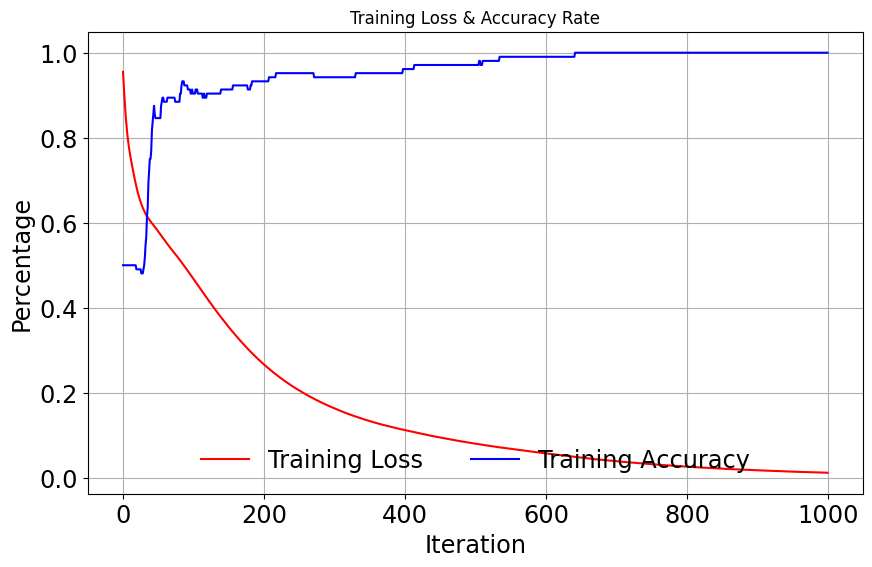 Training Loss & Accuracy Rate
1.0
0.8
0.6
0.4
0.2
0.0
Percentage
Training Loss
Training Accuracy
0 200 400 600 800 1000
Iteration